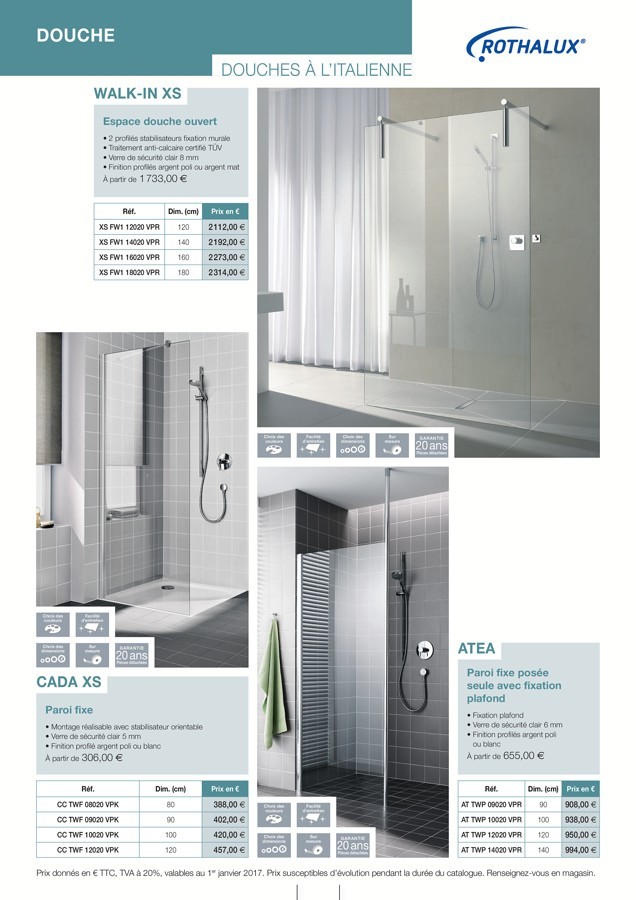 DOUCHE
ROTHALUX®
DOUCHES À L'ITALIENNE
WALK-IN XS
Espace douche ouvert
• 2 profilés stabilisateurs fixation murale
• Traitement anti-calcaire certifié TÜV
• Verre de sécurité clair 8 mm
• Finition profilés argent poli ou argent mat
À partir de 1 733,00 €
Réf. Dim. (cm) Prix en €
XS FW1 12020 VPR 120 2112,00 €
XS FW1 14020 VPR 140 2192,00 €
XS FW1 16020 VPR 160 2273,00 €
XS FW1 18020 VPR 180 2314,00 €
Choix des couleurs
Facilité d'entretien
Choix des dimensions
Sur mesure
GARANTIE
20 ans
Pièces détachées
Choix des couleurs
Facilité d'entretien
Choix des dimensions
Sur mesure
GARANTIE
20 ans
Pièces détachées
CADA XS
Paroi fixe
• Montage réalisable avec stabilisateur orientable
• Verre de sécurité clair 5 mm
• Finition profilé argent poli ou blanc
À partir de 306,00 €
Réf. Dim. (cm) Prix en €
CC TWF 08020 VPK 80 388,00 €
CC TWF 09020 VPK 90 402,00 €
CC TWF 10020 VPK 100 420,00 €
CC TWF 12020 VPK 120 457,00 €
Choix des couleurs
Facilité d'entretien
Choix des dimensions
Sur mesure
GARANTIE
20 ans
Pièces détachées
ATEA
Paroi fixe posée
seule avec fixation
plafond
• Fixation plafond
• Verre de sécurité clair 6 mm
• Finition profilés argent poli
ou blanc
À partir de 655,00 €
Réf. Dim. (cm) Prix en €
AT TWP 09020 VPR 90 908,00 €
AT TWP 10020 VPR 100 938,00 €
AT TWP 12020 VPR 120 950,00 €
AT TWP 14020 VPR 140 994,00 €
Prix donnés en € TTC, TVA à 20%, valables au 1er janvier 2017. Prix susceptibles d'évolution pendant la durée du catalogue. Renseignez-vous en magasin.